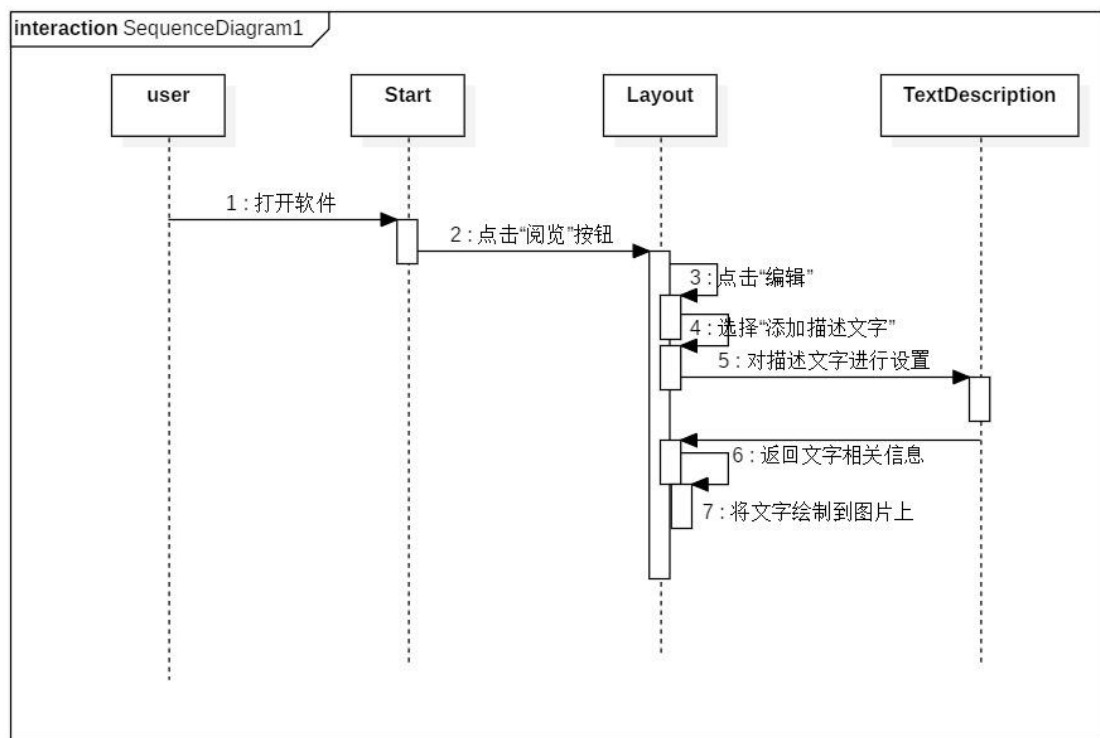 interaction SequenceDiagram1
user
Start
Layout
TextDescription
1 : 打开软件
2 : 点击“阅览”按钮
3 : 点击“编辑”
4 : 选择“添加描述文字”
5 : 对描述文字进行设置
6 : 返回文字相关信息
7 : 将文字绘制到图片上